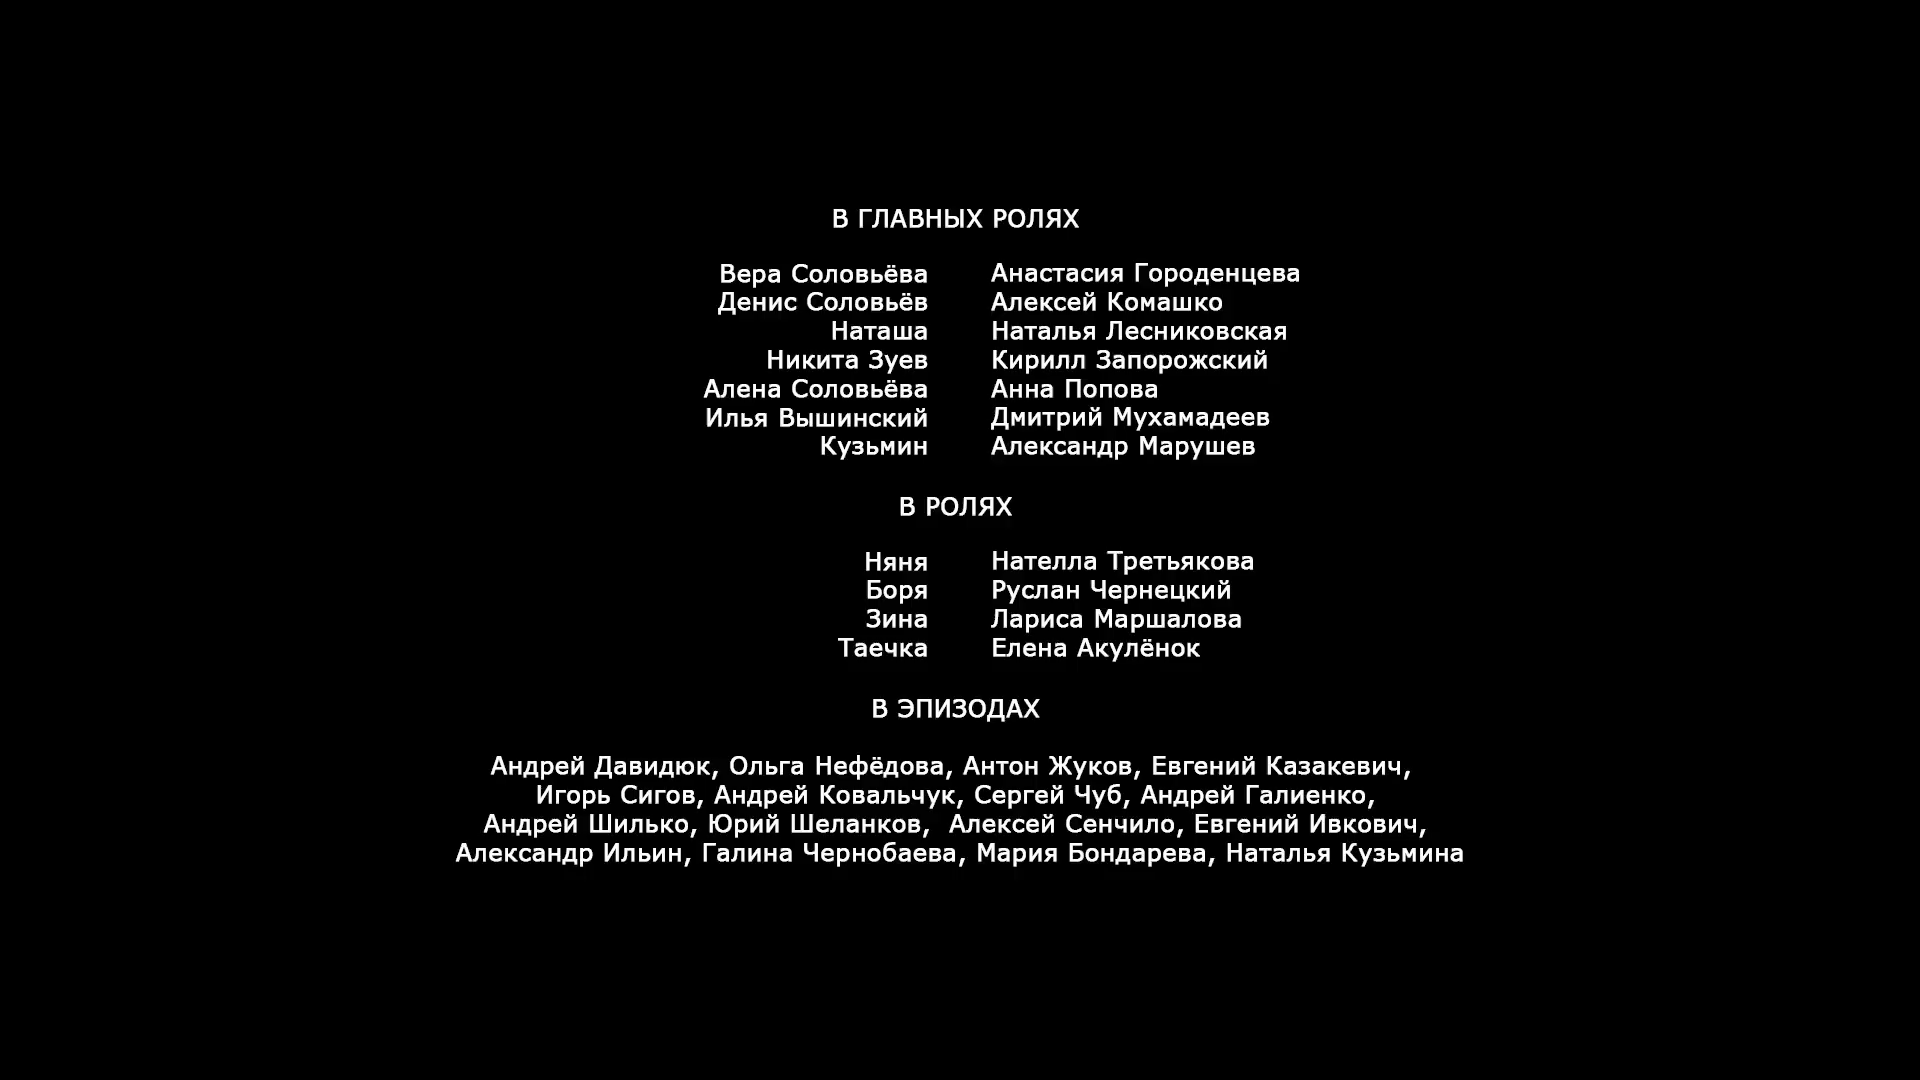 В ГЛАВНЫХ РОЛЯХ
Вера Соловьёва Анастасия Городенцева
Денис Соловьёв Алексей Комашко
Наташа Наталья Лесниковская
Никита Зуев Кирилл Запорожский
Алена Соловьёва Анна Попова
Илья Вышинский Дмитрий Мухамадеев
Кузьмин Александр Марушев
В РОЛЯХ
Няня Нателла Третьякова
Боря Руслан Чернецкий
Зина Лариса Маршалова
Таечка Елена Акулёнок
В ЭПИЗОДАХ
Андрей Давидюк, Ольга Нефёдова, Антон Жуков, Евгений Казакевич,
Игорь Сигов, Андрей Ковальчук, Сергей Чуб, Андрей Галиенко,
Андрей Шилько, Юрий Шеланков, Алексей Сенчило, Евгений Ивкович,
Александр Ильин, Галина Чернобаева, Мария Бондарева, Наталья Кузьмина